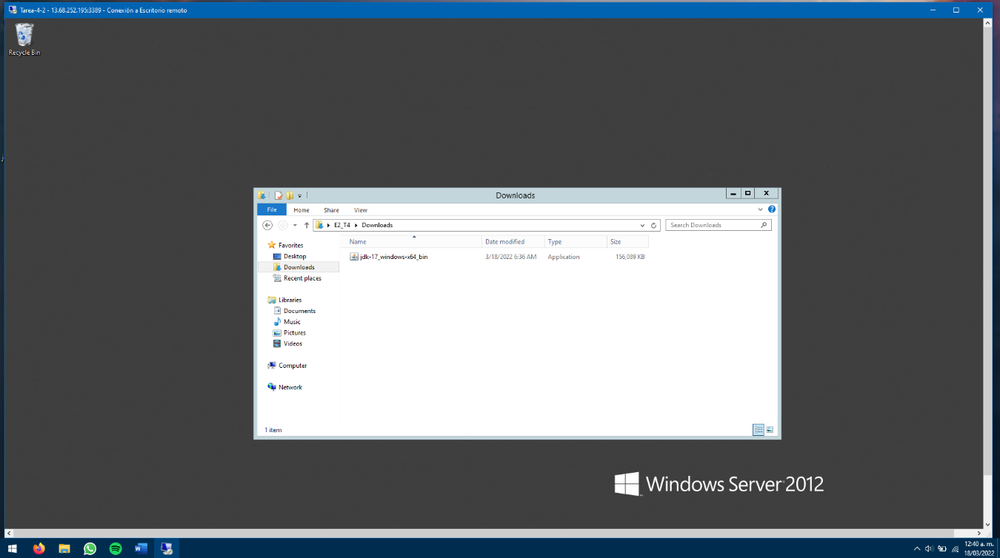 Tarea-4-2 - 13.68.252.195:3389 - Conexión a Escritorio remoto
Recycle Bin
j
Downloads
File Home Share View
E2_T4 Downloads
Search Downloads
Name Date modified Type Size
Favorites
Desktop
Downloads
Recent places
Libraries
Documents
Music
Pictures
Videos
Computer
Network
jdk-17_windows-x64_bin 3/18/2022 6:36 AM Application 156,089 KB
1 item
Windows Server 2012
12:40 a. m.
18/03/2022